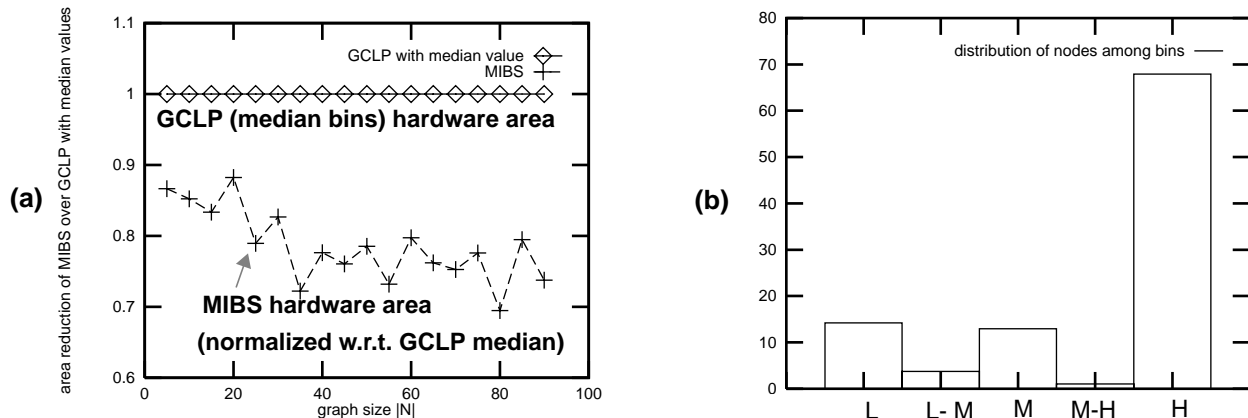 (a)
area reduction of MIBS over GCLP with median values
1.1
1
0.9
0.8
0.7
0.6
GCLP with median value
MIBS
GCLP (median bins) hardware area
MIBS hardware area
(normalized w.r.t. GCLP median)
0
20
40
60
80
100
graph size |N|
(b)
80
70
60
50
40
30
20
10
0
distribution of nodes among bins
L
L- M
M
M-H
H